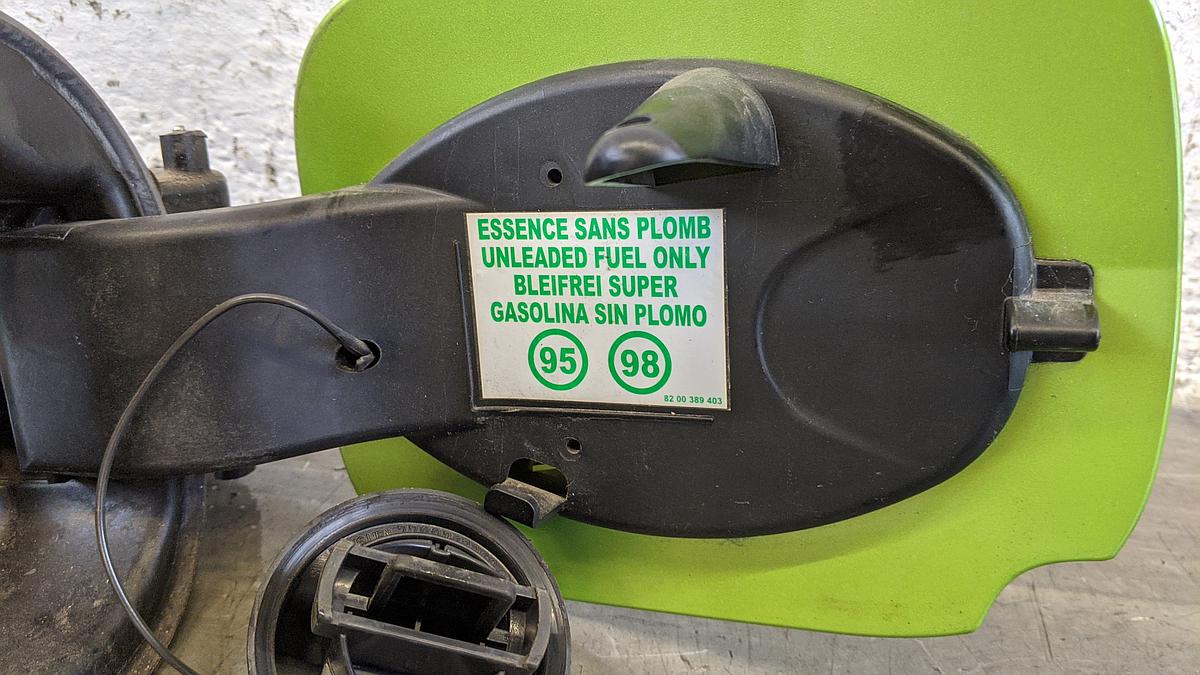 ESSENCE SANS PLOMB
UNLEADED FUEL ONLY
BLEIFREI SUPER
GASOLINA SIN PLOMO
95 98
82 00 389 403